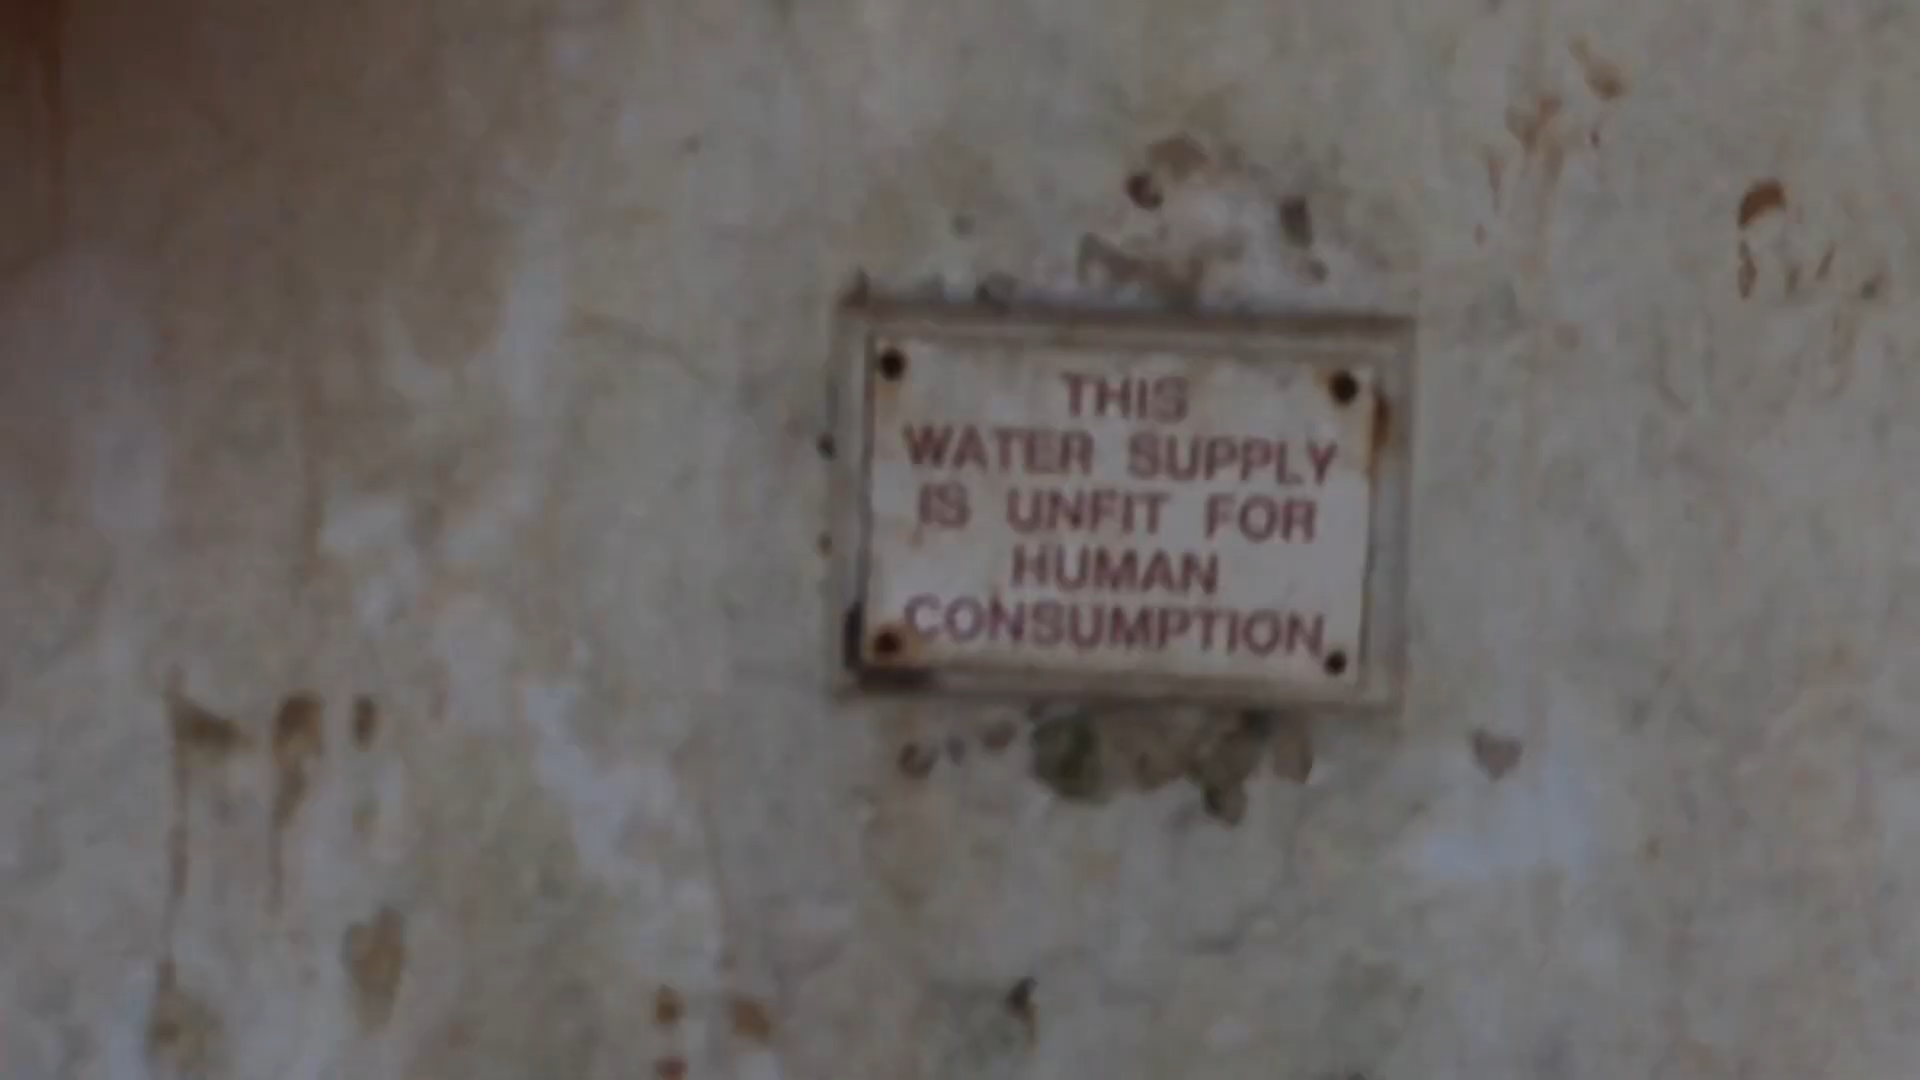 THIS
WATER SUPPLY
IS UNFIT FOR
HUMAN
CONSUMPTION